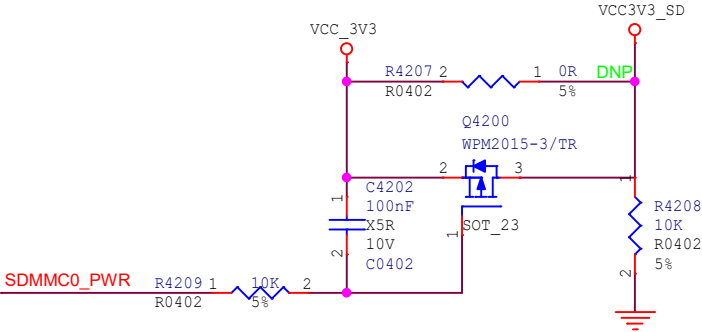 VCC3V3_SD
VCC_3V3
R4207 2
1 0R DNP
R0402
5%
Q4200
WPM2015-3/TR
2
3
1
C4202
1
100nF
X5R
SOT_23
10V
2
C0402
1
R4208
10K
R0402
5%
2
SDMMC0_PWR
R4209 1 10K 2
R0402
5%